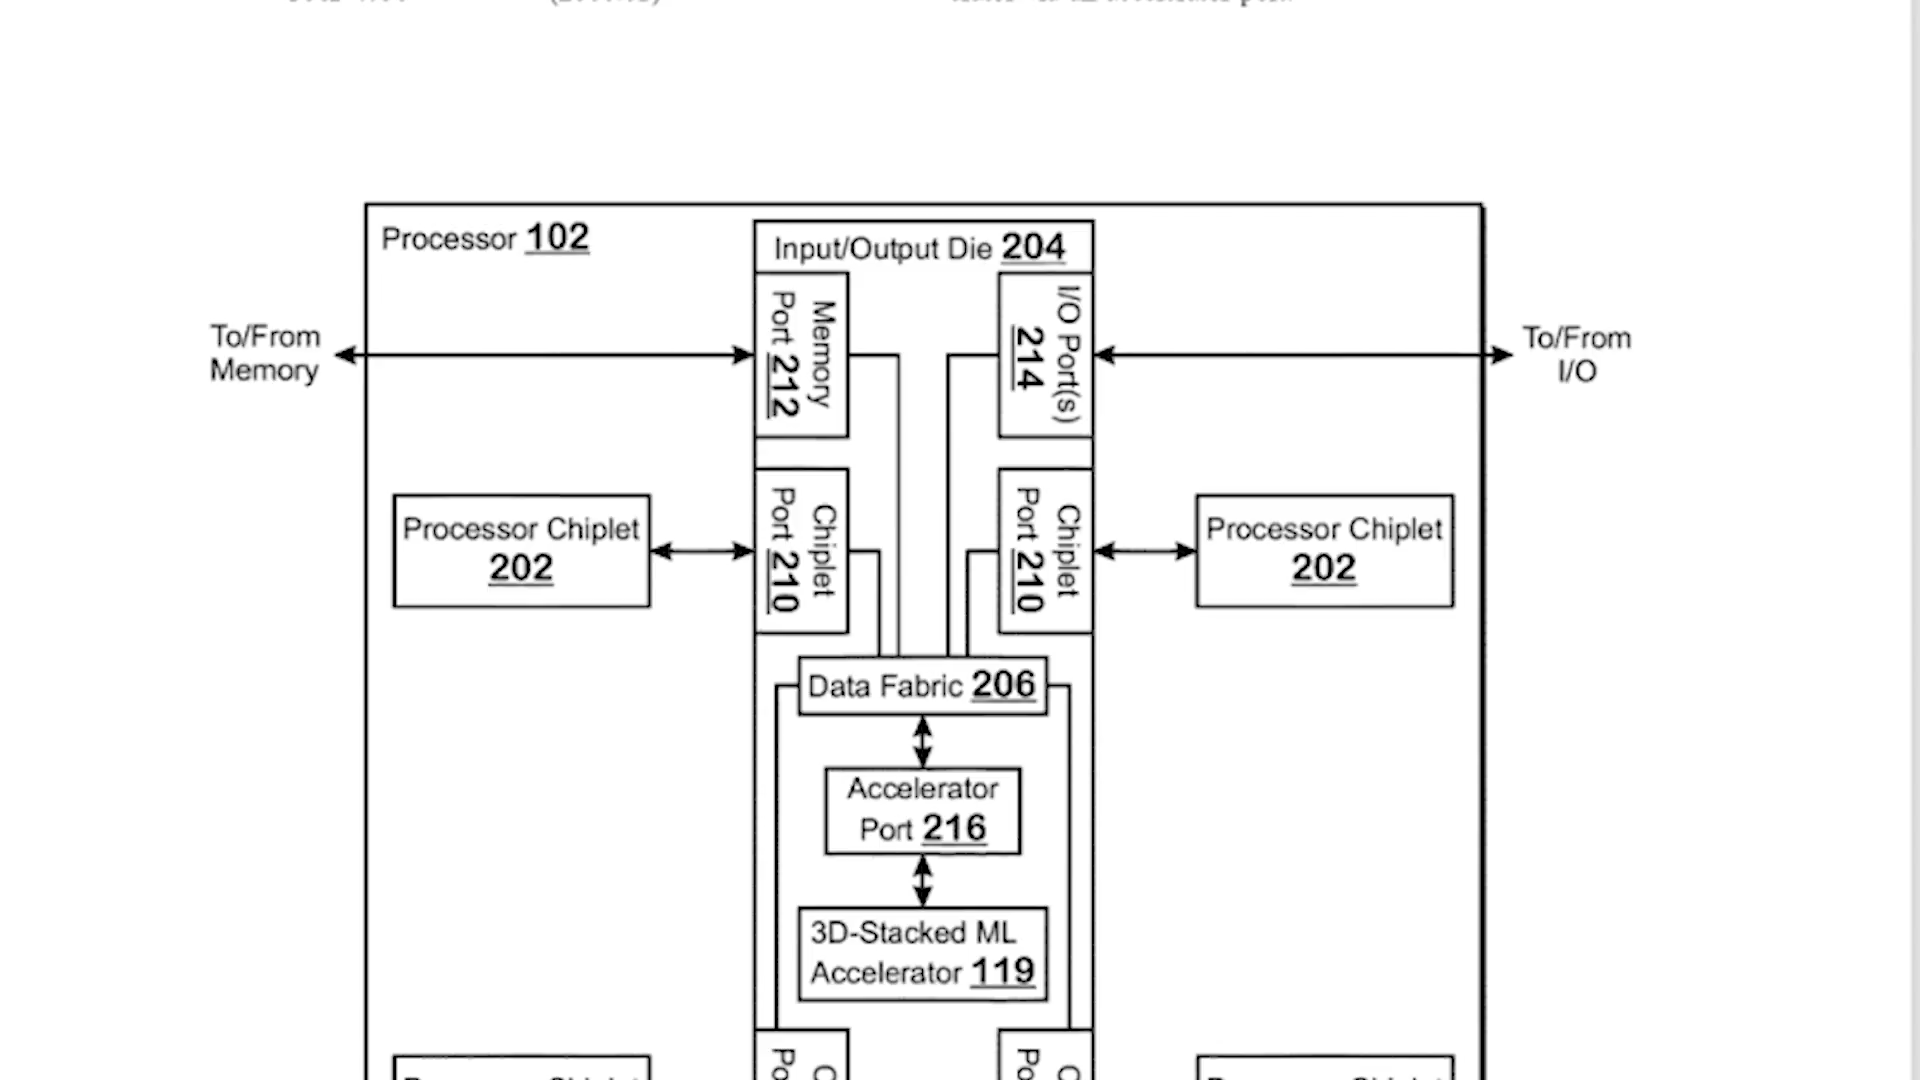 Processor 102
Input/Output Die 204
To/From
Memory
Memory
Port 212
I/O Port(s)
214
To/From
I/O
Processor Chiplet
202
Chiplet
Port 210
Chiplet
Port 210
Processor Chiplet
202
Data Fabric 206
Accelerator
Port 216
3D-Stacked ML
Accelerator 119